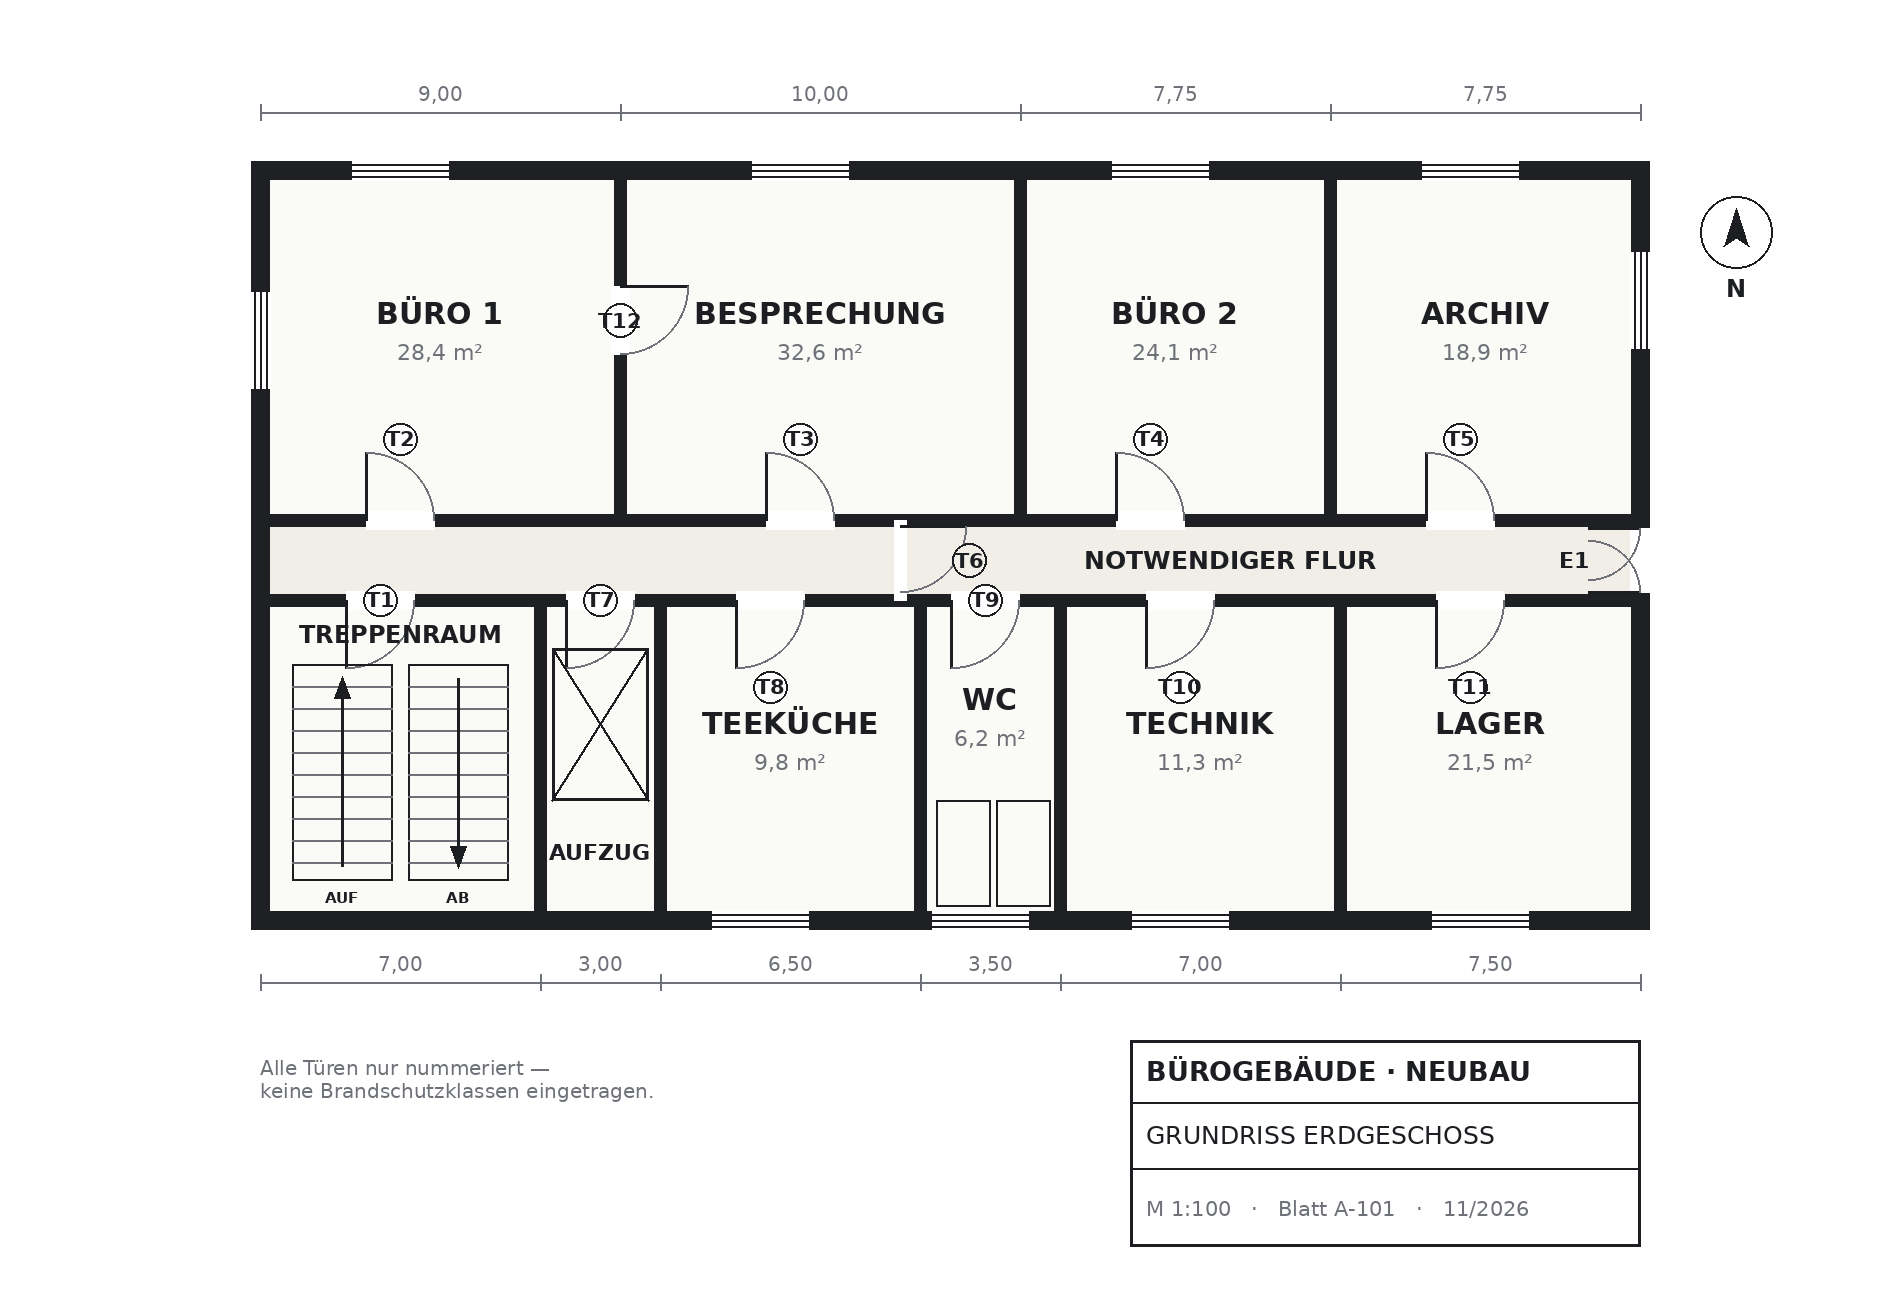 9,00
10,00
7,75
7,75
BÜRO 1
28,4 m²
T12
BESPRECHUNG
32,6 m²
BÜRO 2
24,1 m²
ARCHIV
18,9 m²
N
T2
T3
T4
T5
T6
NOTWENDIGER FLUR
E1
T1
T7
T9
TREPPENRAUM
T8
TEEKÜCHE
9,8 m²
WC
6,2 m²
T10
TECHNIK
11,3 m²
T11
LAGER
21,5 m²
AUFZUG
AUF
AB
7,00
3,00
6,50
3,50
7,00
7,50
Alle Türen nur nummeriert —
keine Brandschutzklassen eingetragen.
BÜROGEBÄUDE · NEUBAU
GRUNDRISS ERDGESCHOSS
M 1:100 · Blatt A-101 · 11/2026